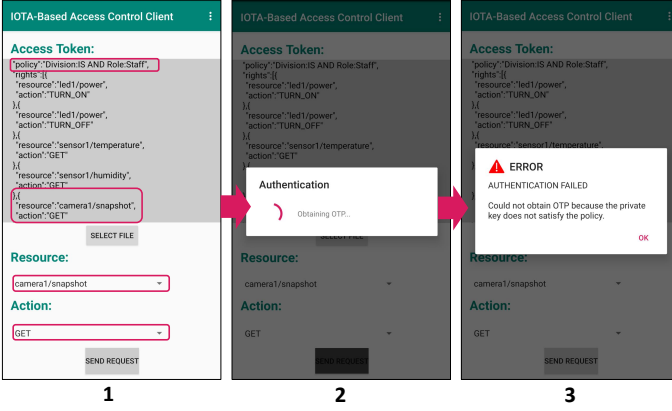 IOTA-Based Access Control Client
Access Token:
"policy":"Division:IS AND Role:Staff",
"rights":[{
"resource":"led1/power",
"action":"TURN_ON"
},{
"resource":"led1/power",
"action":"TURN_OFF"
},{
"resource":"sensor1/temperature",
"action":"GET"
},{
"resource":"sensor1/humidity",
"action":"GET"
},{
"resource":"camera1/snapshot",
"action":"GET"
SELECT FILE
Resource:
camera1/snapshot
Action:
GET
SEND REQUEST
1
IOTA-Based Access Control Client
Access Token:
"policy":"Division:IS AND Role:Staff",
"rights":[{
"resource":"led1/power",
"action":"TURN_ON"
},{
"resource":"led1/power",
"action":"TURN_OFF"
},{
"resource":"sensor1/temperature",
"action":"GET"
Authentication
Obtaining OTP...
SELECT FILE
Resource:
camera1/snapshot
Action:
GET
SEND REQUEST
2
IOTA-Based Access Control Client
Access Token:
"policy":"Division:IS AND Role:Staff",
"rights":[{
"resource":"led1/power",
"action":"TURN_ON"
},{
"resource":"led1/power",
"action":"TURN_OFF"
},{
"resource":"sensor1/temperature",
ERROR
AUTHENTICATION FAILED
Could not obtain OTP because the private
key does not satisfy the policy.
OK
Resource:
camera1/snapshot
Action:
GET
SEND REQUEST
3